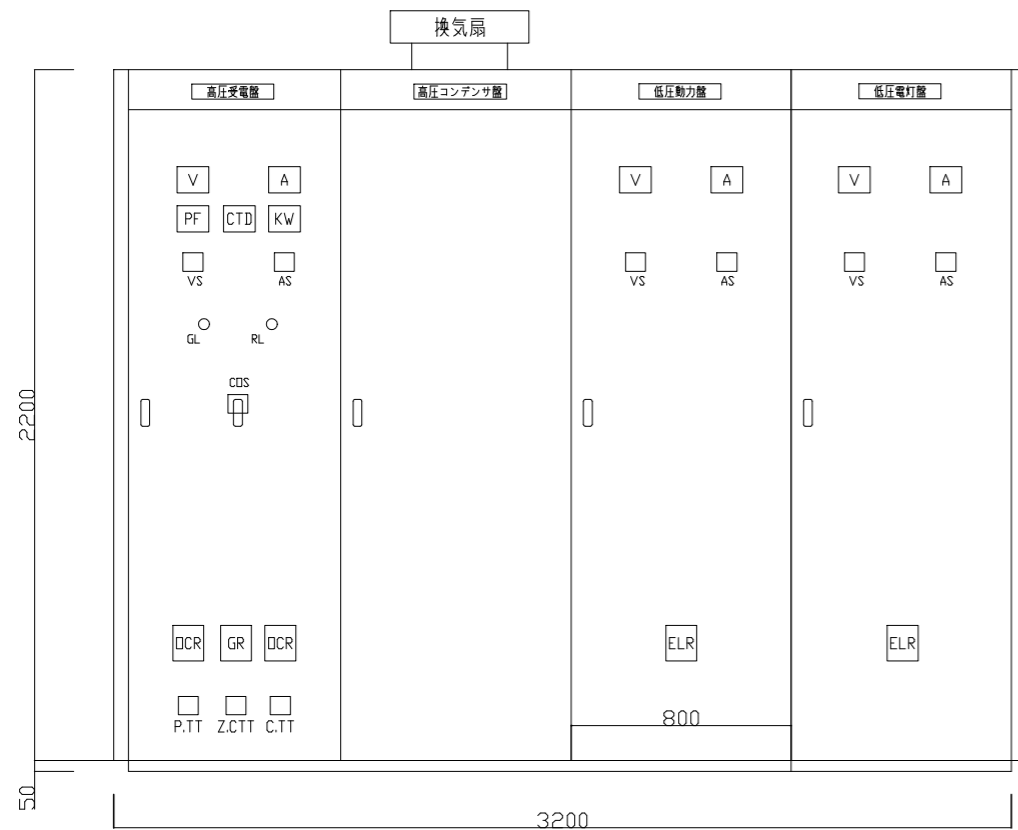 換気扇
高圧受電盤
高圧コンデンサ盤
低圧動力盤
低圧電灯盤
V A V A V A
PF CTD KW
VS AS VS AS VS AS
GL RL
COS
2200
OCR GR OCR ELR ELR
P.TT Z.CTT C.TT
800
50
3200